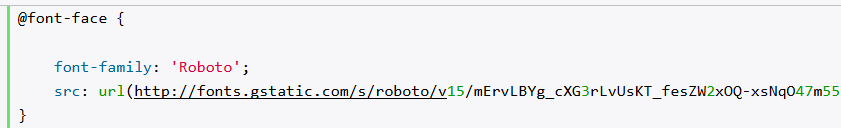 @font-face {
font-family: 'Roboto';
src: url(http://fonts.gstatic.com/s/roboto/v15/mErvLBYg_cXG3rLvUsKT_fesZW2xOQ-xsNqO47m55
}